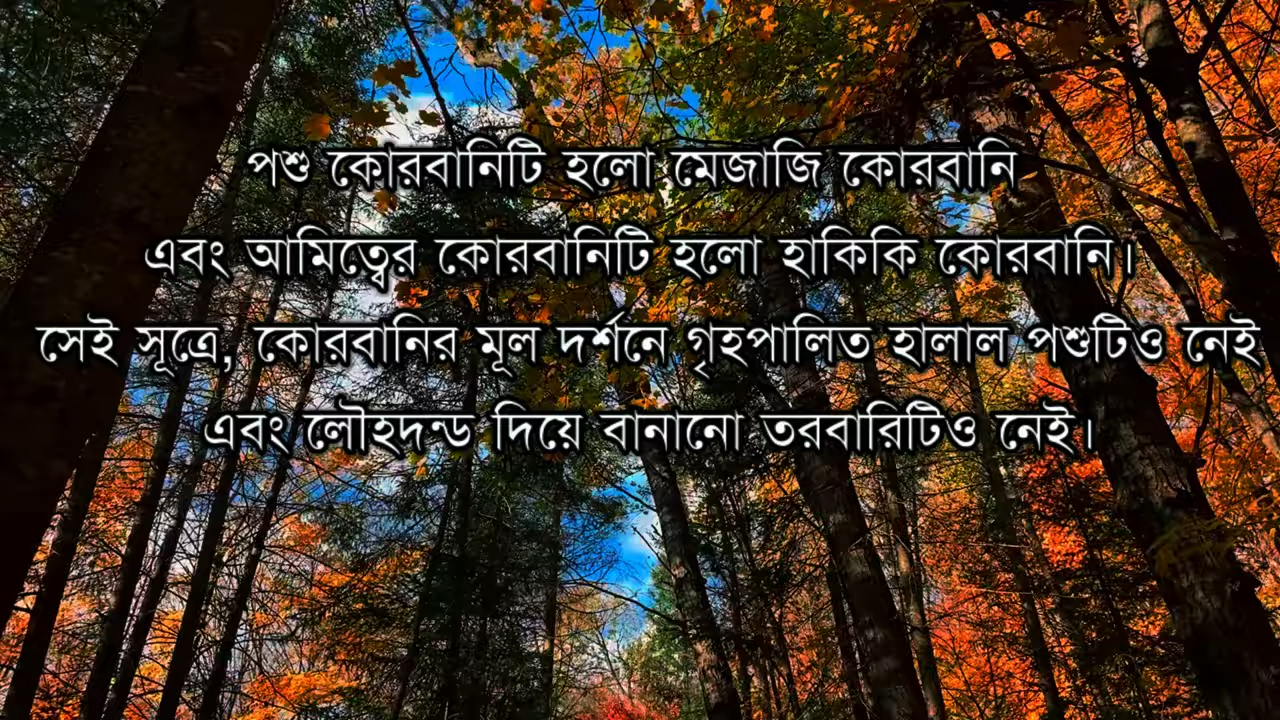 পশু কোরবানিটি হলো মেজাজি কোরবানি
এবং আমিত্বের কোরবানিটি হলো হাকিকি কোরবানি।
সেই সূত্রে, কোরবানির মূল দর্শনে গৃহপালিত হালাল পশুটিও নেই
এবং লৌহদন্ড দিয়ে বানানো তরবারিটিও নেই।